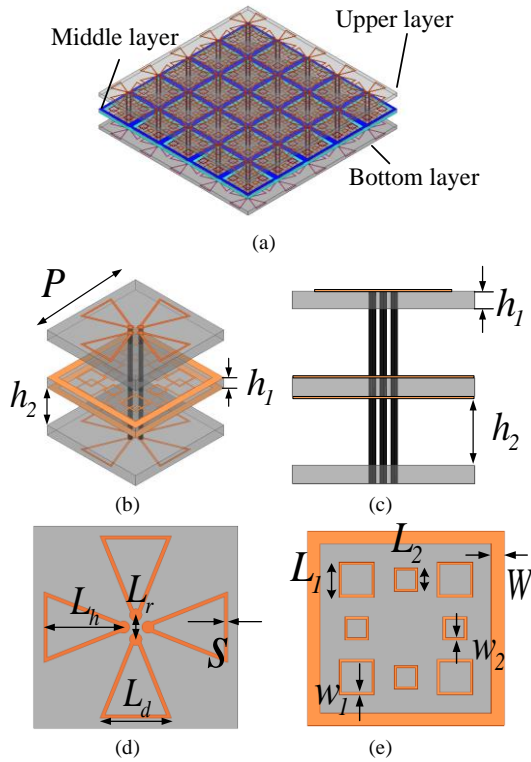 Middle layer
Upper layer
Bottom layer
(a)
P
h2
h1
(b)
h1
h2
(c)
Lh
Lr
S
Ld
(d)
L1
L2
W
w1
w2
(e)